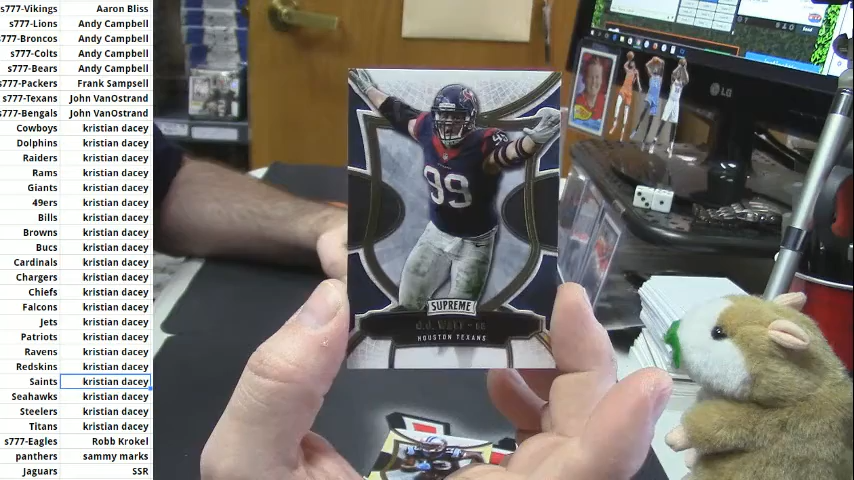 s777-Vikings Aaron Bliss
s777-Lions Andy Campbell
s777-Broncos Andy Campbell
s777-Colts Andy Campbell
s777-Bears Andy Campbell
s777-Packers Frank Sampsell
s777-Texans John VanOstrand
s777-Bengals John VanOstrand
Cowboys kristian dacey
Dolphins kristian dacey
Raiders kristian dacey
Rams kristian dacey
Giants kristian dacey
49ers kristian dacey
Bills kristian dacey
Browns kristian dacey
Bucs kristian dacey
Cardinals kristian dacey
Chargers kristian dacey
Chiefs kristian dacey
Falcons kristian dacey
Jets kristian dacey
Patriots kristian dacey
Ravens kristian dacey
Redskins kristian dacey
Saints kristian dacey
Seahawks kristian dacey
Steelers kristian dacey
Titans kristian dacey
s777-Eagles Robb Krokel
panthers sammy marks
Jaguars SSR
99
99
SUPREME
J.J. WATT - DE
HOUSTON TEXANS
LG